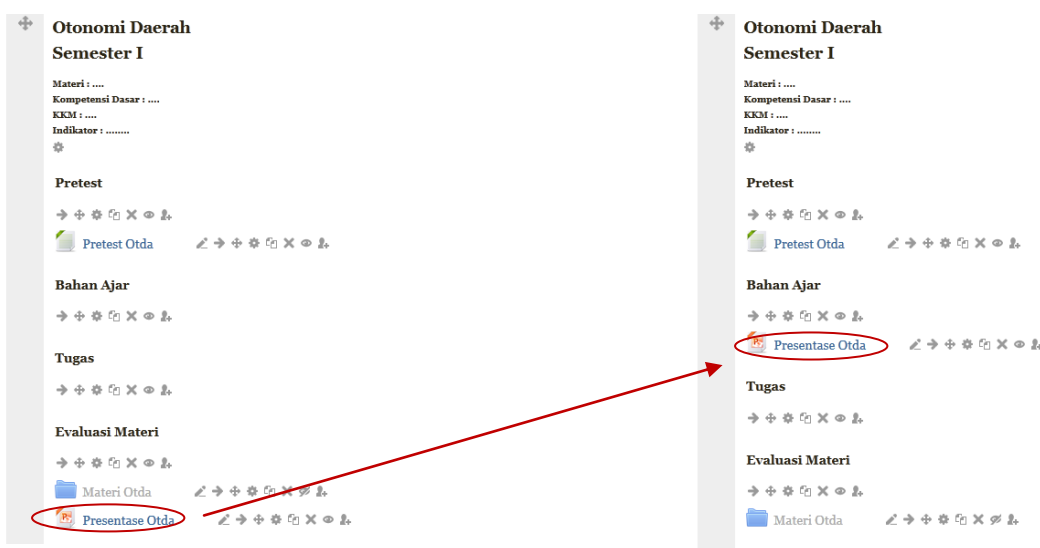 Otonomi Daerah
Semester I
Materi : ....
Kompetensi Dasar : ....
KKM : ....
Indikator : ........
Pretest
Pretest Otda
Bahan Ajar
Tugas
Evaluasi Materi
Materi Otda
Presentase Otda
Otonomi Daerah
Semester I
Materi : ....
Kompetensi Dasar : ....
KKM : ....
Indikator : ........
Pretest
Pretest Otda
Bahan Ajar
Presentase Otda
Tugas
Evaluasi Materi
Materi Otda